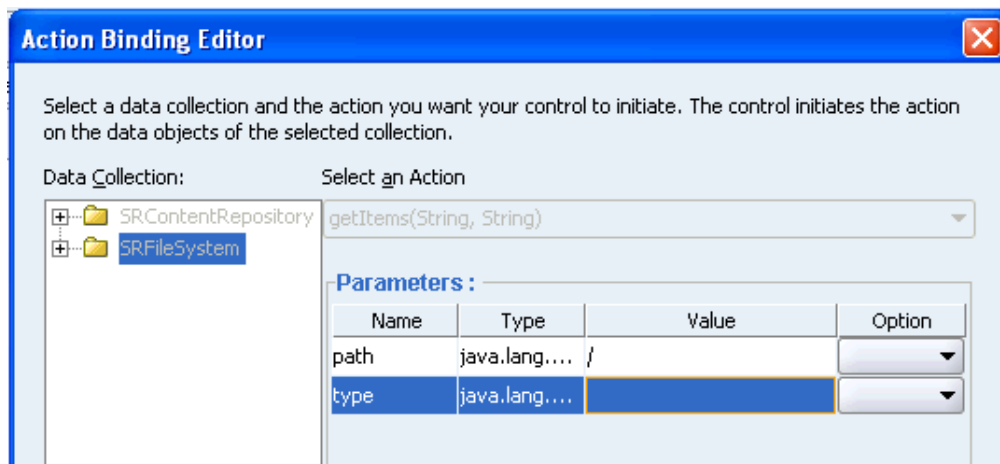 Action Binding Editor
Select a data collection and the action you want your control to initiate. The control initiates the action
on the data objects of the selected collection.
Data Collection: Select an Action
SRContentRepository getItems(String, String)
SRFileSystem
Parameters :
Name Type Value Option
path java.lang.... /
type java.lang....